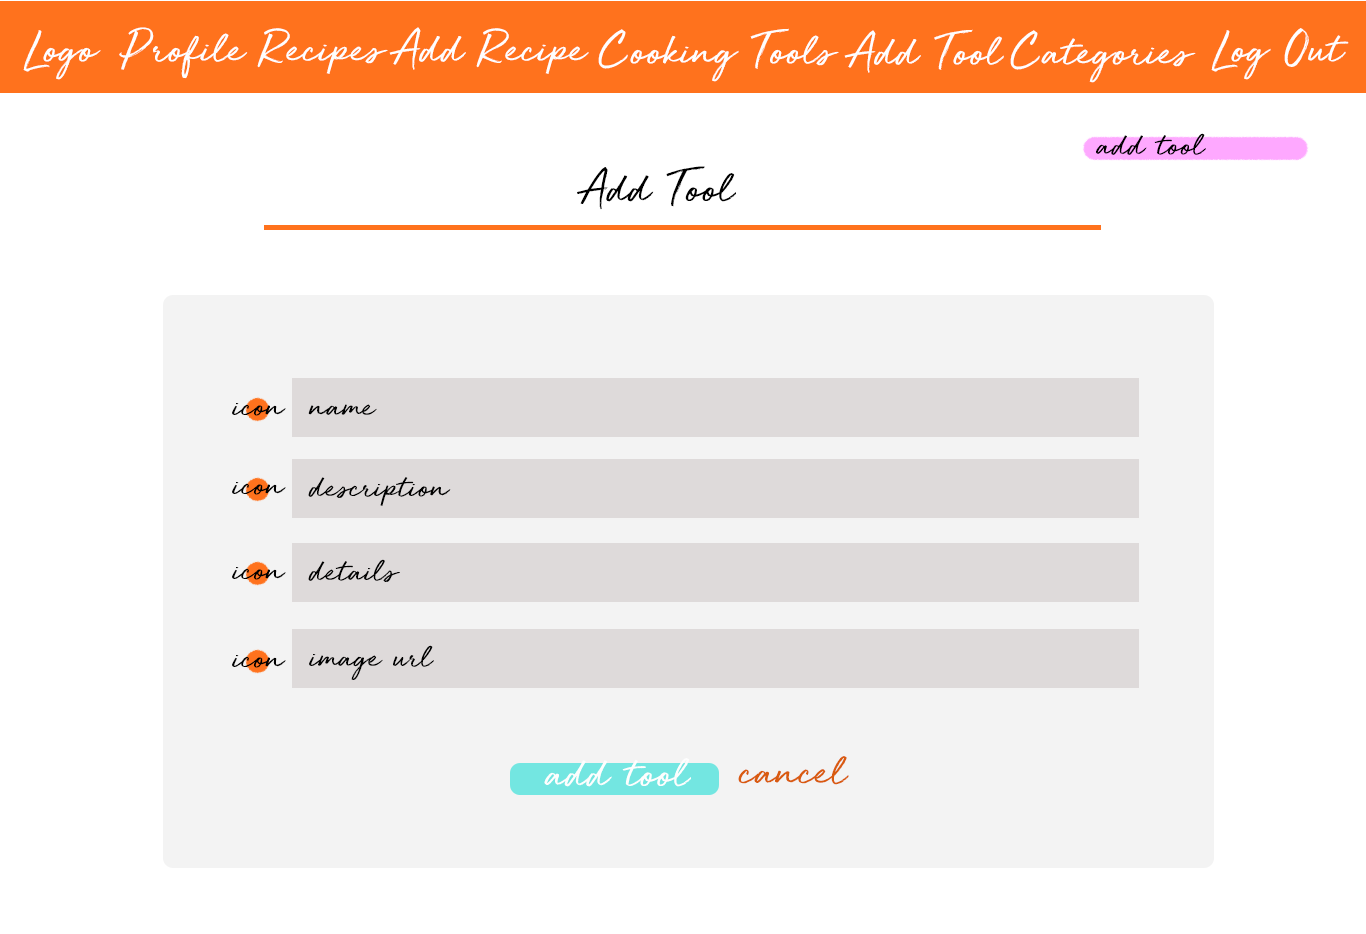 Logo Profile Recipes Add Recipe Cooking Tools Add Tool Categories Log Out
add tool
Add Tool
icon name
icon description
icon details
icon image url
add tool cancel